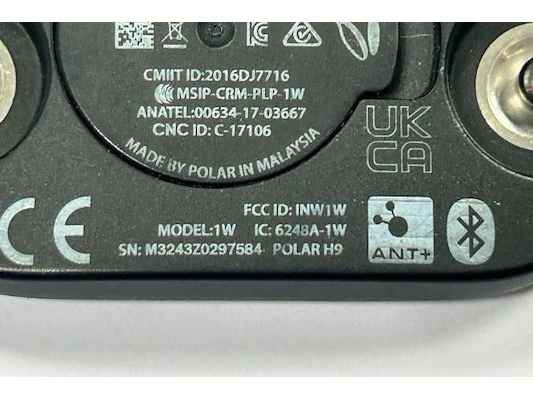 CMIIT ID:2016DJ7716
MSIP-CRM-PLP-1W
ANATEL:00634-17-03667
CNC ID: C-17106
MADE BY POLAR IN MALAYSIA
UK
CA
CE
FCC ID: INW1W
MODEL:1W IC: 6248A-1W
SN: M3243Z0297584 POLAR H9
ANT+